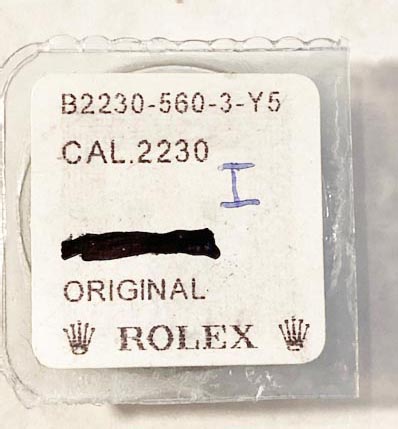 B2230-560-3-Y5
CAL.2230
I
ORIGINAL
ROLEX